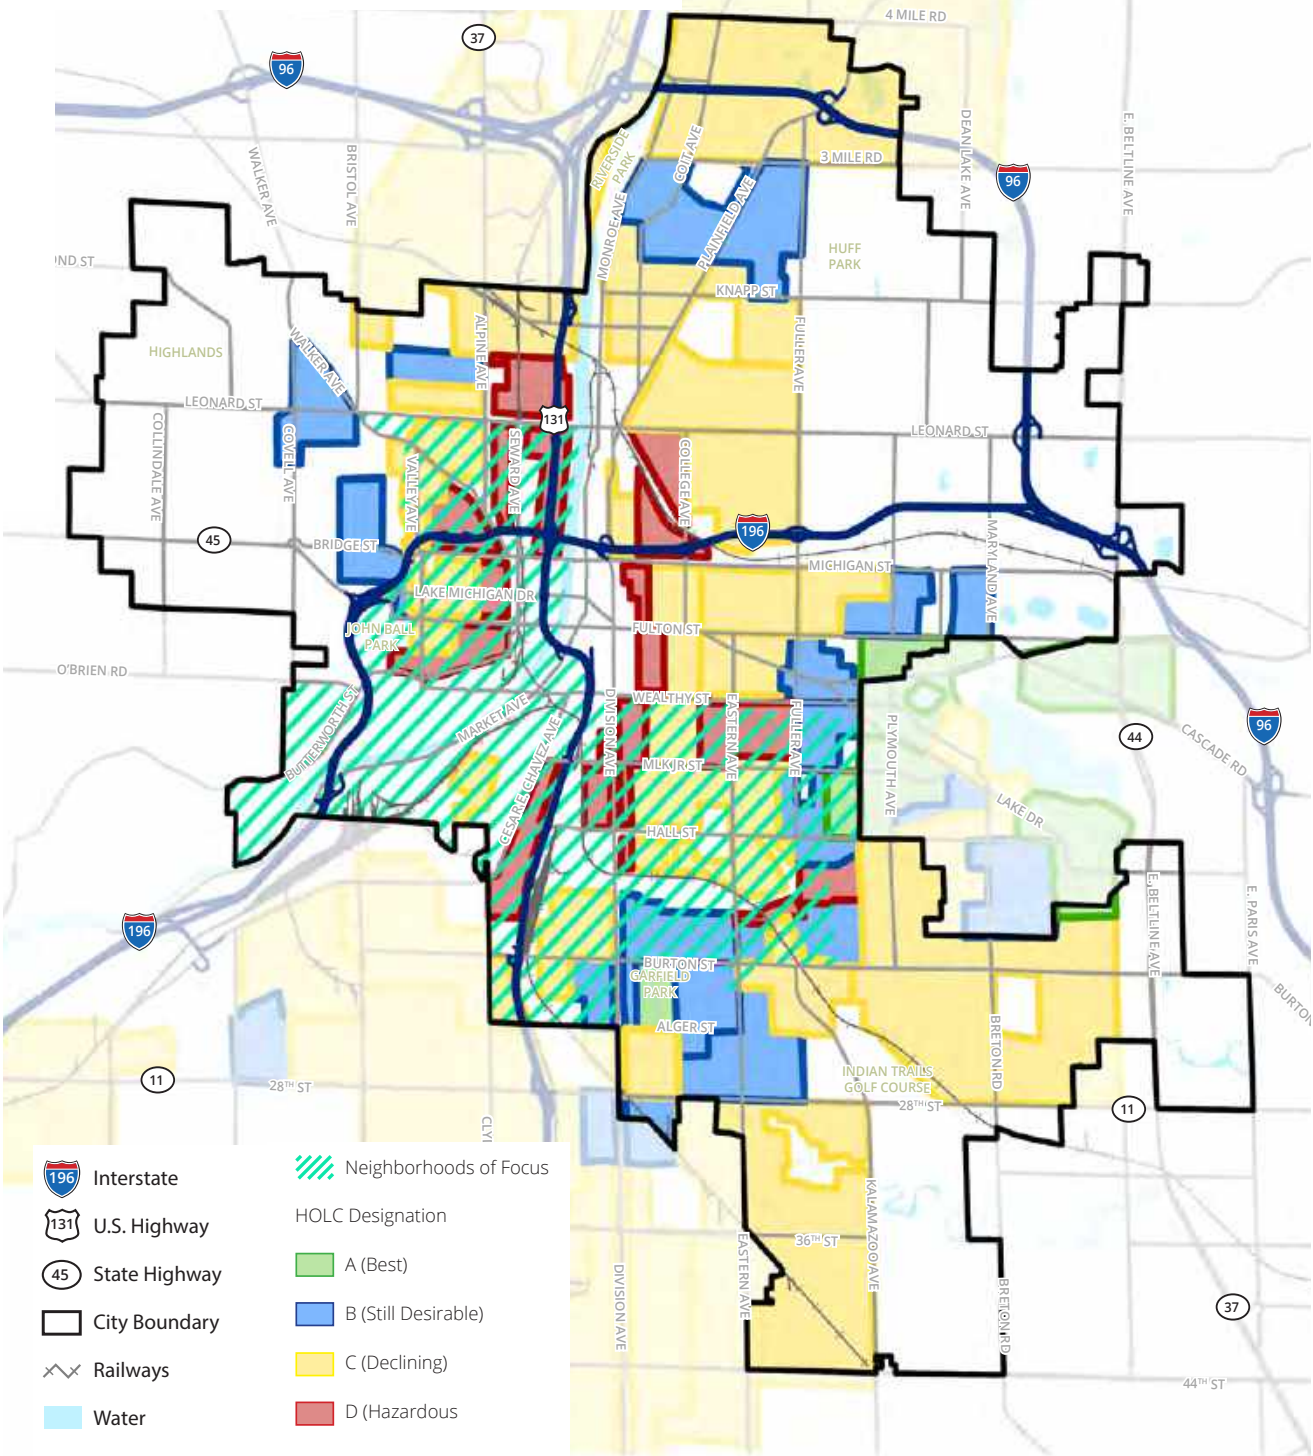 4 MILE RD
37
96
DEANLAKE AVE
E. BELTLINE AVE
WALKER AVE
BRISTOL AVE
RIVERSIDE
PARK
COIT AVE
3 MILE RD
96
MONROE AVE
PLAINFIELD AVE
HUFF
PARK
ND ST
KNAPP ST
HIGHLANDS
WALKER AVE
ALPINE AVE
FULLER AVE
LEONARD ST
131
LEONARD ST
COLLINDALE AVE
COVELL AVE
VALLEY AVE
SEWARD AVE
COLLEGE AVE
45
BRIDGE ST
196
MARYLAND AVE
MICHIGAN ST
LAKE MICHIGAN DR
JOHN BALL
PARK
FULTON ST
O'BRIEN RD
BUTTERWORTH ST
MARKET AVE
DIVISION AVE
WEALTHY ST
EASTERN AVE
FULLER AVE
PLYMOUTH AVE
44
CASCADE RD
96
CESAR E. CHAVEZ AVE
MLK JR ST
LAKE DR
HALL ST
196
E. BELTLINE AVE
E. PARIS AVE
BURTON ST
GARFIELD
PARK
BURTON
ALGER ST
BRETON RD
11
28TH ST
INDIAN TRAILS
GOLF COURSE
28TH ST
11
CLY
KALAMAZOO AVE
36TH ST
EASTERN AVE
DIVISION AVE
BRETON RD
37
44TH ST
196 Interstate
131 U.S. Highway
45 State Highway
City Boundary
Railways
Water
Neighborhoods of Focus
HOLC Designation
A (Best)
B (Still Desirable)
C (Declining)
D (Hazardous